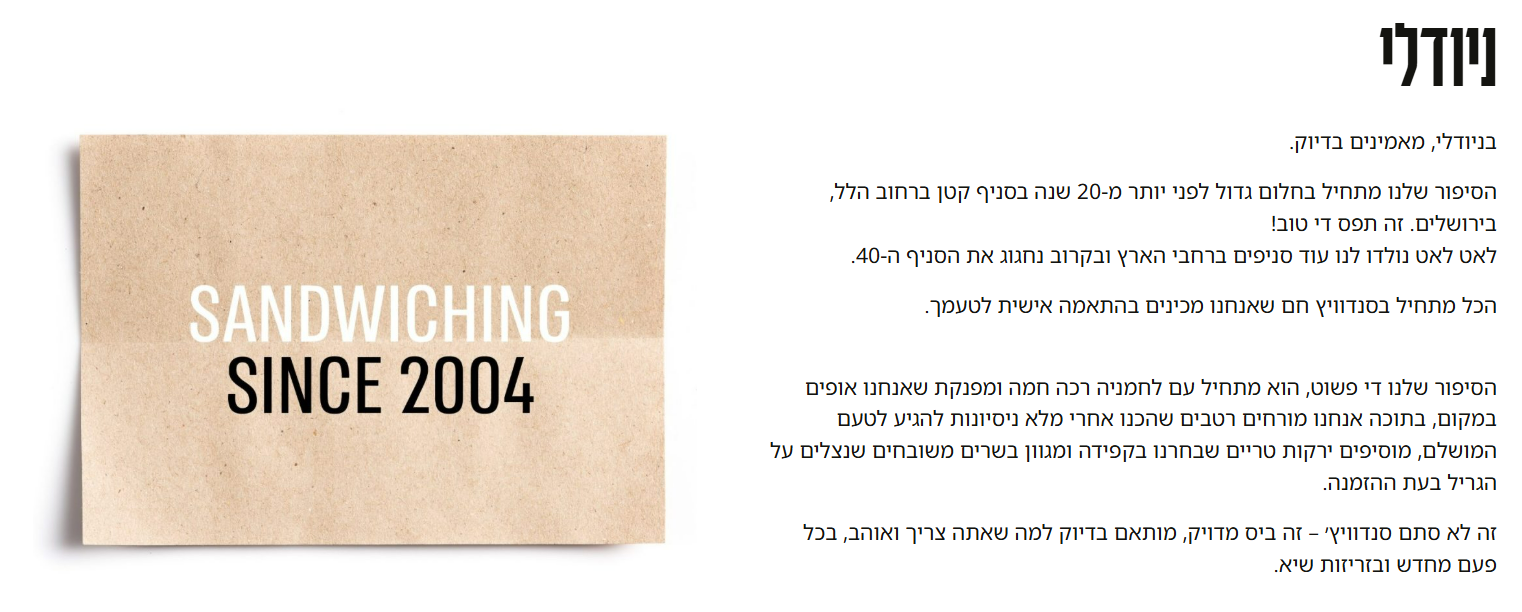 ניודלי
בניודלי, מאמינים בדיוק.
הסיפור שלנו מתחיל בחלום גדול לפני יותר מ-20 שנה בסניף קטן ברחוב הלל,
בירושלים. זה תפס די טוב!
לאט לאט נולדו לנו עוד סניפים ברחבי הארץ ובקרוב נחגוג את הסניף ה-40.
הכל מתחיל בסנדוויץ חם שאנחנו מכינים בהתאמה אישית לטעמך.
הסיפור שלנו די פשוט, הוא מתחיל עם לחמניה רכה חמה ומפנקת שאנחנו אופים
במקום, בתוכה אנחנו מורחים רטבים שהכנו אחרי מלא ניסיונות להגיע לטעם
המושלם, מוסיפים ירקות טריים שבחרנו בקפידה ומגוון בשרים משובחים שנצלים על
הגריל בעת ההזמנה.
זה לא סתם סנדוויץ׳ – זה ביס מדויק, מותאם בדיוק למה שאתה צריך ואוהב, בכל
פעם מחדש ובזריזות שיא.
SANDWICHING
SINCE 2004